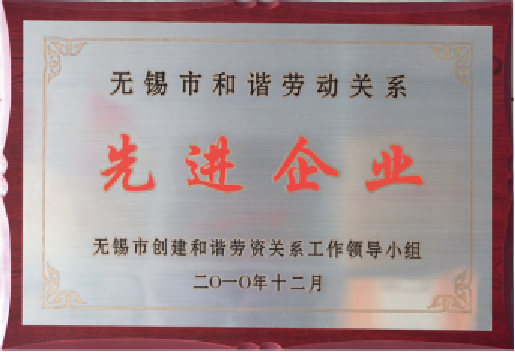 无锡市和谐劳动关系
先进企业
无锡市创建和谐劳资关系工作领导小组
二〇一〇年十二月